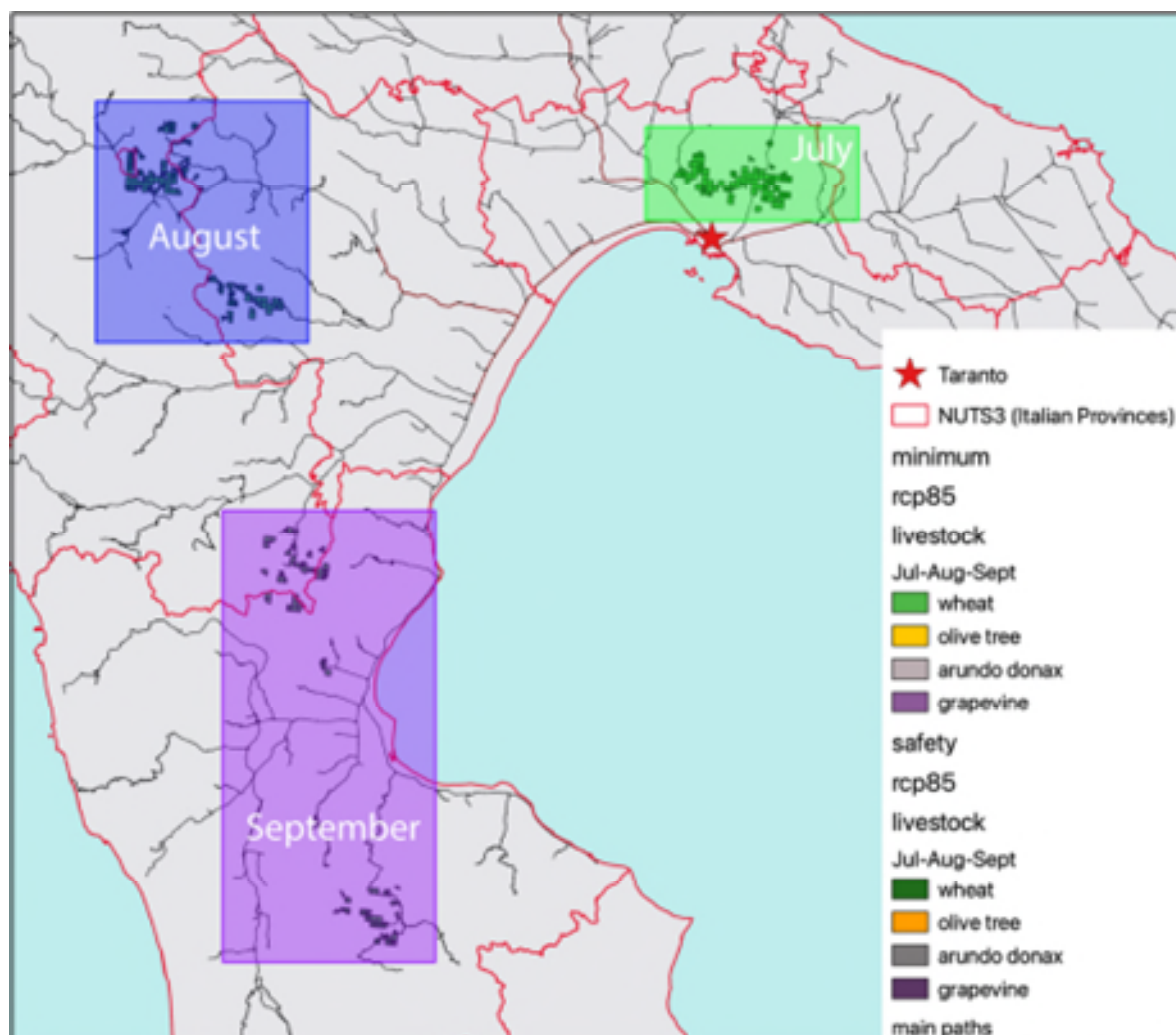 July
August
September
Taranto
NUTS3 (Italian Provinces)
minimum
rcp85
livestock
Jul-Aug-Sept
wheat
olive tree
arundo donax
grapevine
safety
rcp85
livestock
Jul-Aug-Sept
wheat
olive tree
arundo donax
grapevine
main paths